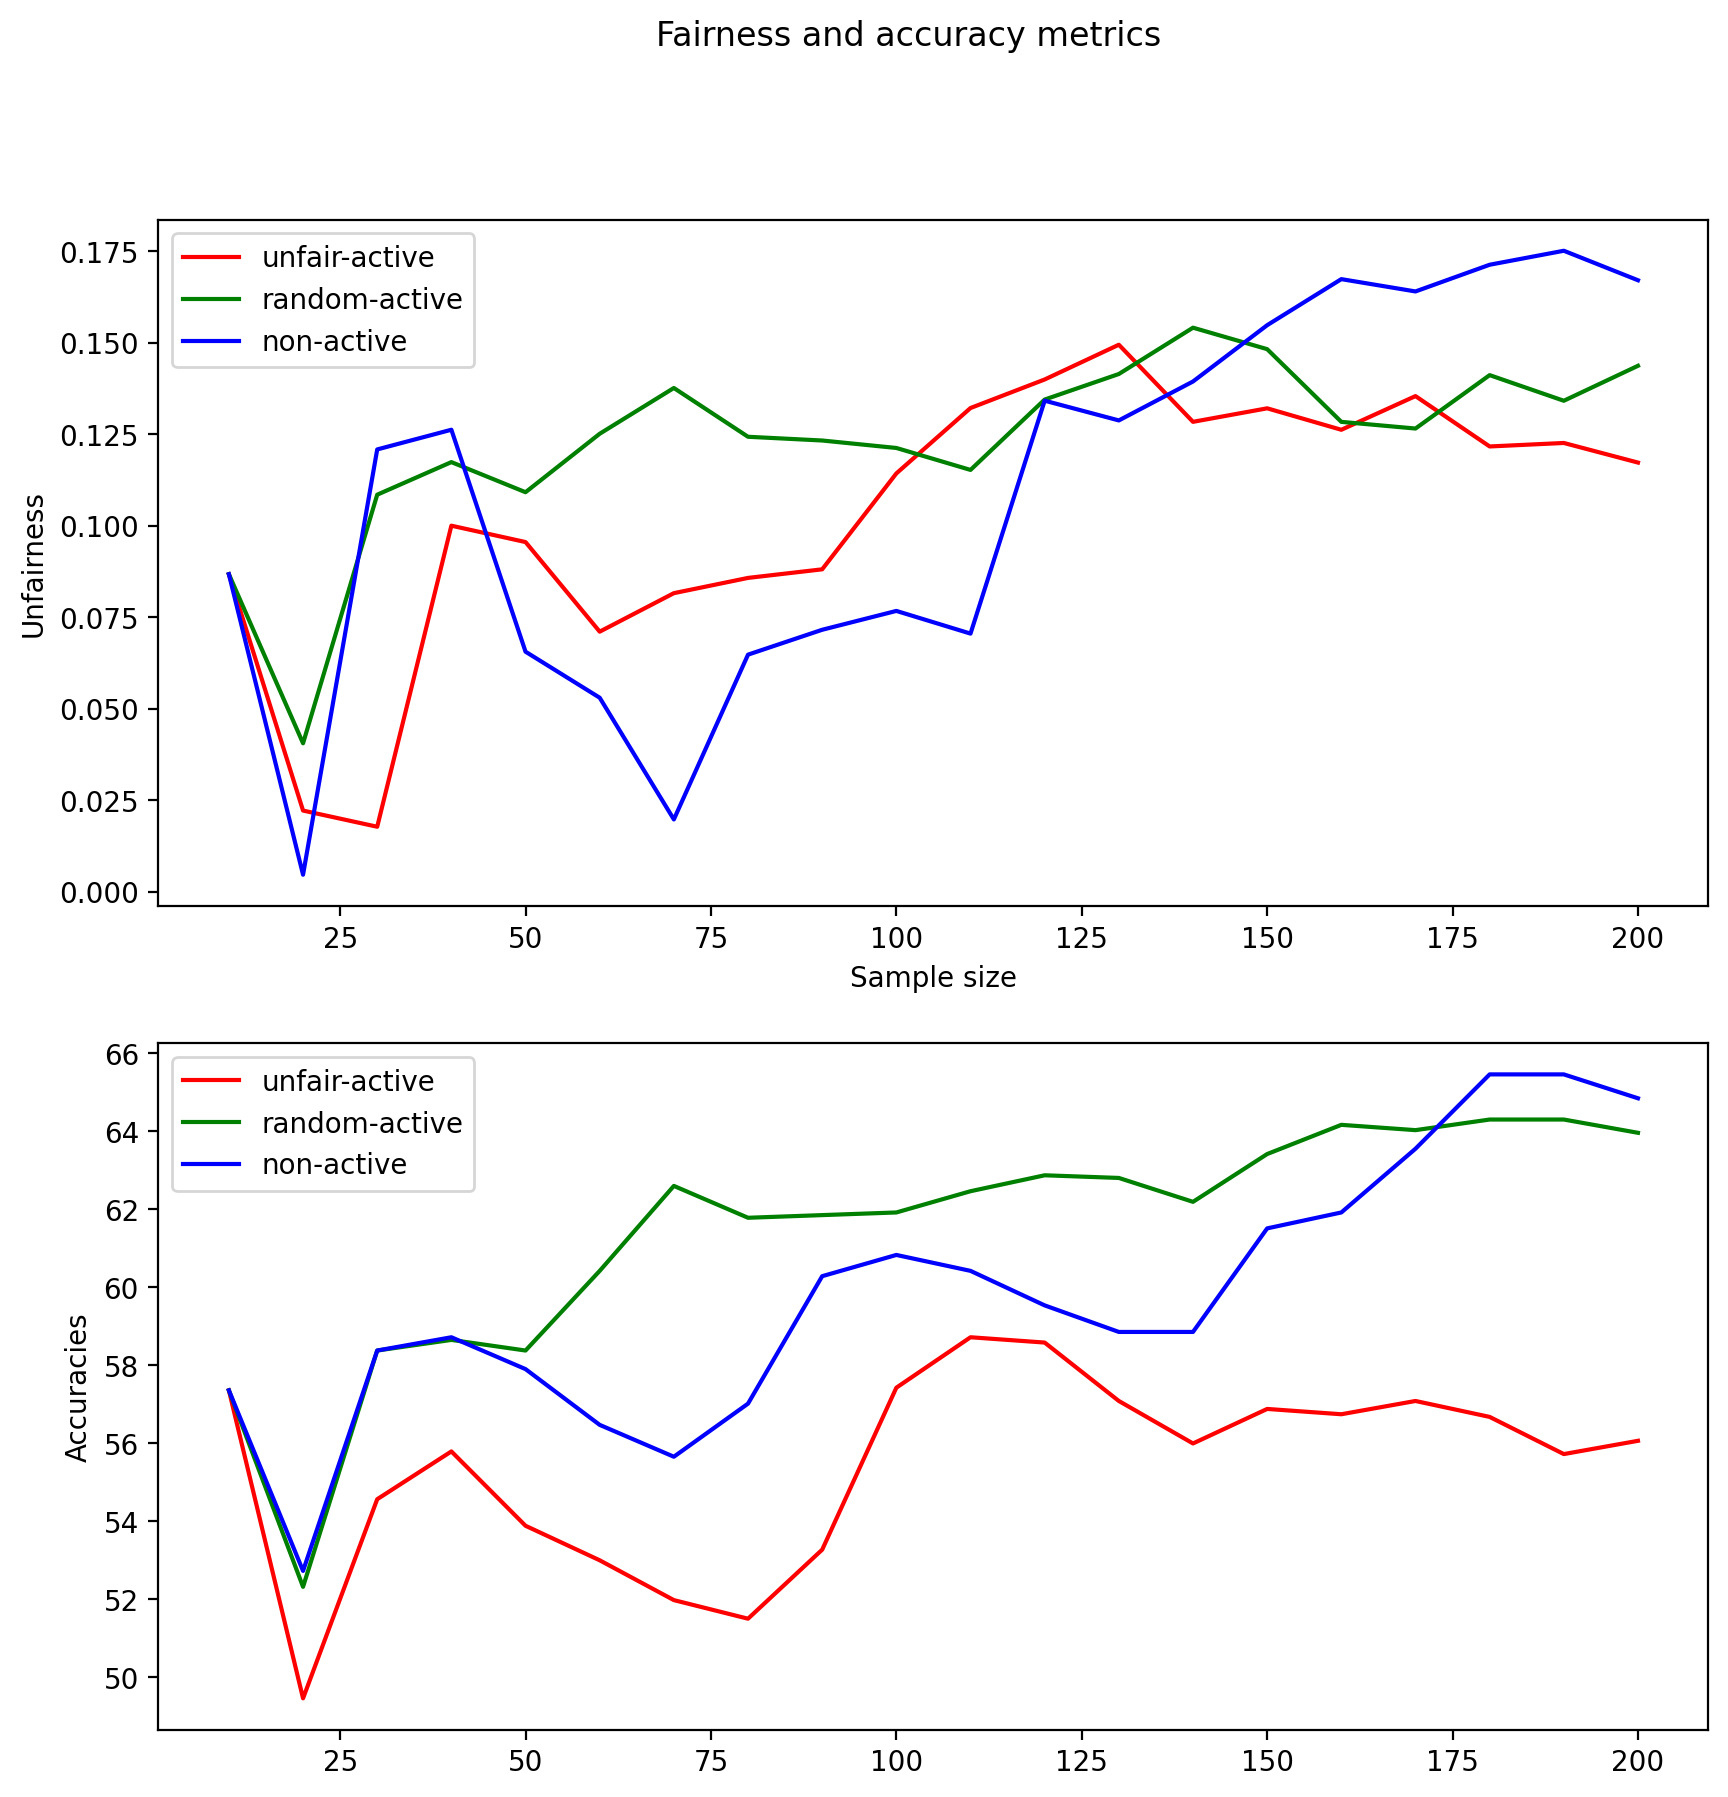 Fairness and accuracy metrics
unfair-active
random-active
non-active
0.175
0.150
0.125
0.100
0.075
0.050
0.025
0.000
Unfairness
25 50 75 100 125 150 175 200
Sample size
unfair-active
random-active
non-active
66
64
62
60
58
56
54
52
50
Accuracies
25 50 75 100 125 150 175 200